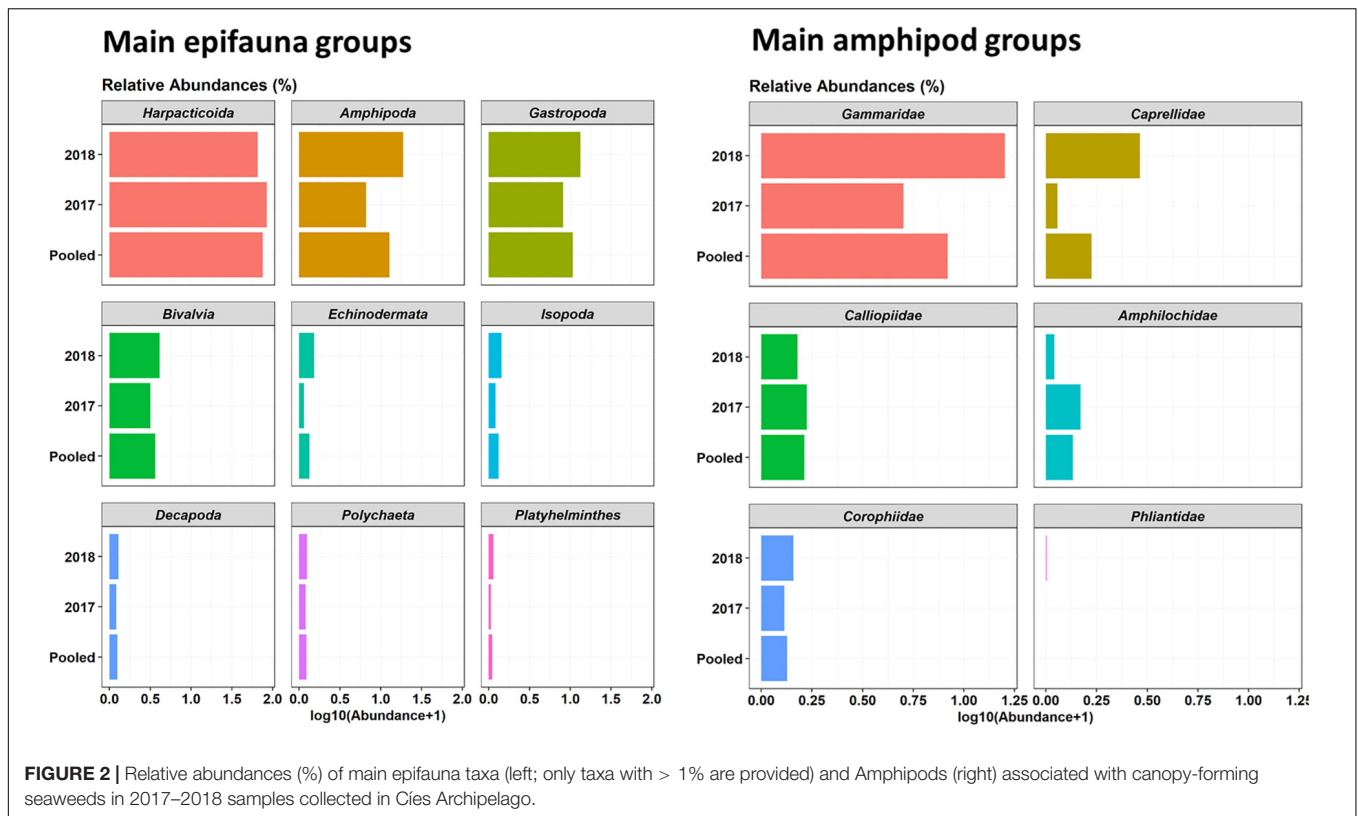 Main epifauna groups
Relative Abundances (%)
Harpacticoida
Amphipoda
Gastropoda
2018
2017
Pooled
Bivalvia
Echinodermata
Isopoda
2018
2017
Pooled
Decapoda
Polychaeta
Platyhelminthes
2018
2017
Pooled
0.0 0.5 1.0 1.5 2.0
0.0 0.5 1.0 1.5 2.0
0.0 0.5 1.0 1.5 2.0
log10(Abundance+1)
Main amphipod groups
Relative Abundances (%)
Gammaridae
Caprellidae
2018
2017
Pooled
Calliopiidae
Amphilochidae
2018
2017
Pooled
Corophiidae
Phliantidae
2018
2017
Pooled
0.00 0.25 0.50 0.75 1.00 1.25
0.00 0.25 0.50 0.75 1.00 1.25
log10(Abundance+1)
FIGURE 2 | Relative abundances (%) of main epifauna taxa (left; only taxa with > 1% are provided) and Amphipods (right) associated with canopy-forming
seaweeds in 2017–2018 samples collected in Cíes Archipelago.